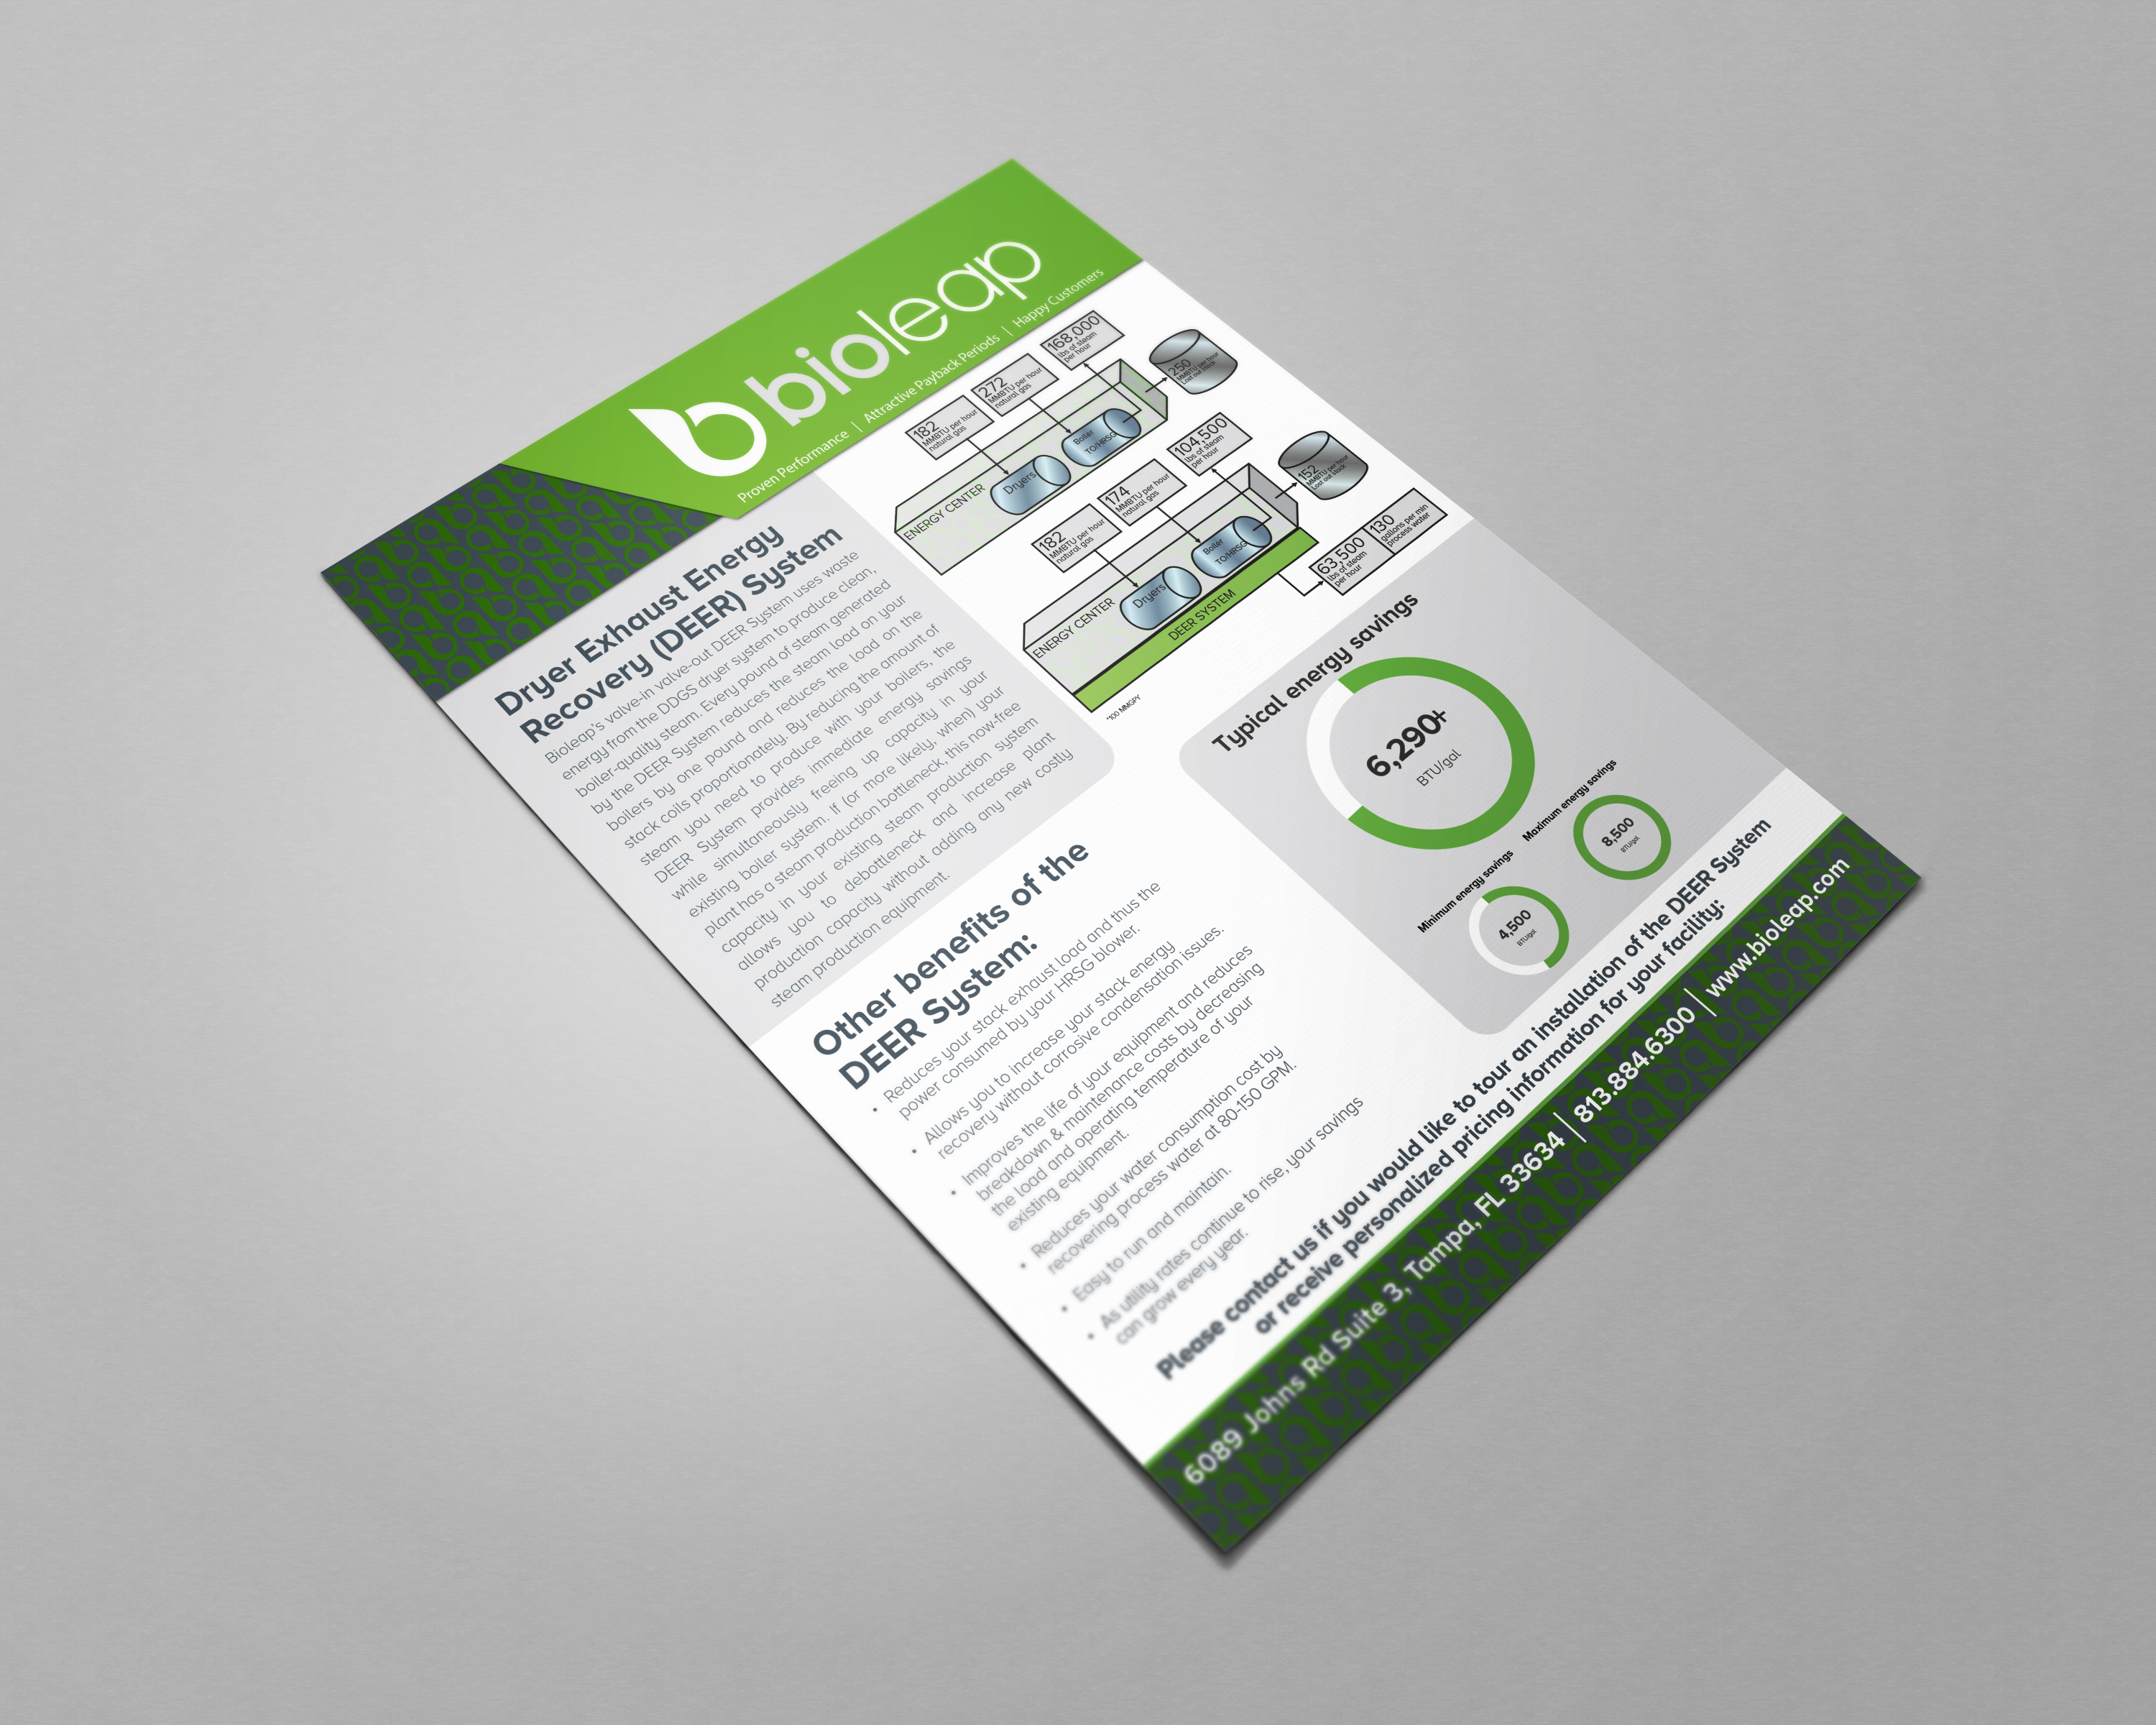 bioleap
Proven Performance | Attractive Payback Periods | Happy Customers
Dryer Exhaust Energy
Recovery (DEER) System
Bioleap's valve-in valve-out DEER System uses waste
energy from the DDGS dryer system to produce clean,
boiler-quality steam. Every pound of steam generated
by the DEER System reduces the steam load on your
boilers by one pound and reduces the load on the
stack coils proportionately. By reducing the amount of
steam you need to produce with your boilers, the
DEER System provides immediate energy savings
while simultaneously freeing up capacity in your
existing boiler system. If (or more likely, when) your
plant has a steam production bottleneck, this now-free
capacity in your existing steam production system
allows you to debottleneck and increase plant
production capacity without adding any new costly
steam production equipment.
182
MMBTU per hour
natural gas
272
MMBTU per hour
natural gas
168,000
lbs of steam
per hour
250
MMBTU per hour
Lost out stack
ENERGY CENTER
Dryers
Boiler
TO/HRSG
182
MMBTU per hour
natural gas
174
MMBTU per hour
natural gas
104,500
lbs of steam
per hour
152
MMBTU per hour
Lost out stack
ENERGY CENTER
Dryers
Boiler
TO/HRSG
DEER SYSTEM
63,500
lbs of steam
per hour
130
gallons per min
process water
*100 MMGPY
Typical energy savings
6,290+
BTU/gal
Minimum energy savings
4,500
BTU/gal
Maximum energy savings
8,500
BTU/gal
Other benefits of the
DEER System:
• Reduces your stack exhaust load and thus the
power consumed by your HRSG blower.
• Allows you to increase your stack energy
recovery without corrosive condensation issues.
• Improves the life of your equipment and reduces
breakdown & maintenance costs by decreasing
the load and operating temperature of your
existing equipment.
• Reduces your water consumption cost by
recovering process water at 80-150 GPM.
• Easy to run and maintain.
• As utility rates continue to rise, your savings
can grow every year.
Please contact us if you would like to tour an installation of the DEER System
or receive personalized pricing information for your facility:
6089 Johns Rd Suite 3, Tampa, FL 33634 | 813.884.6300 | www.bioleap.com